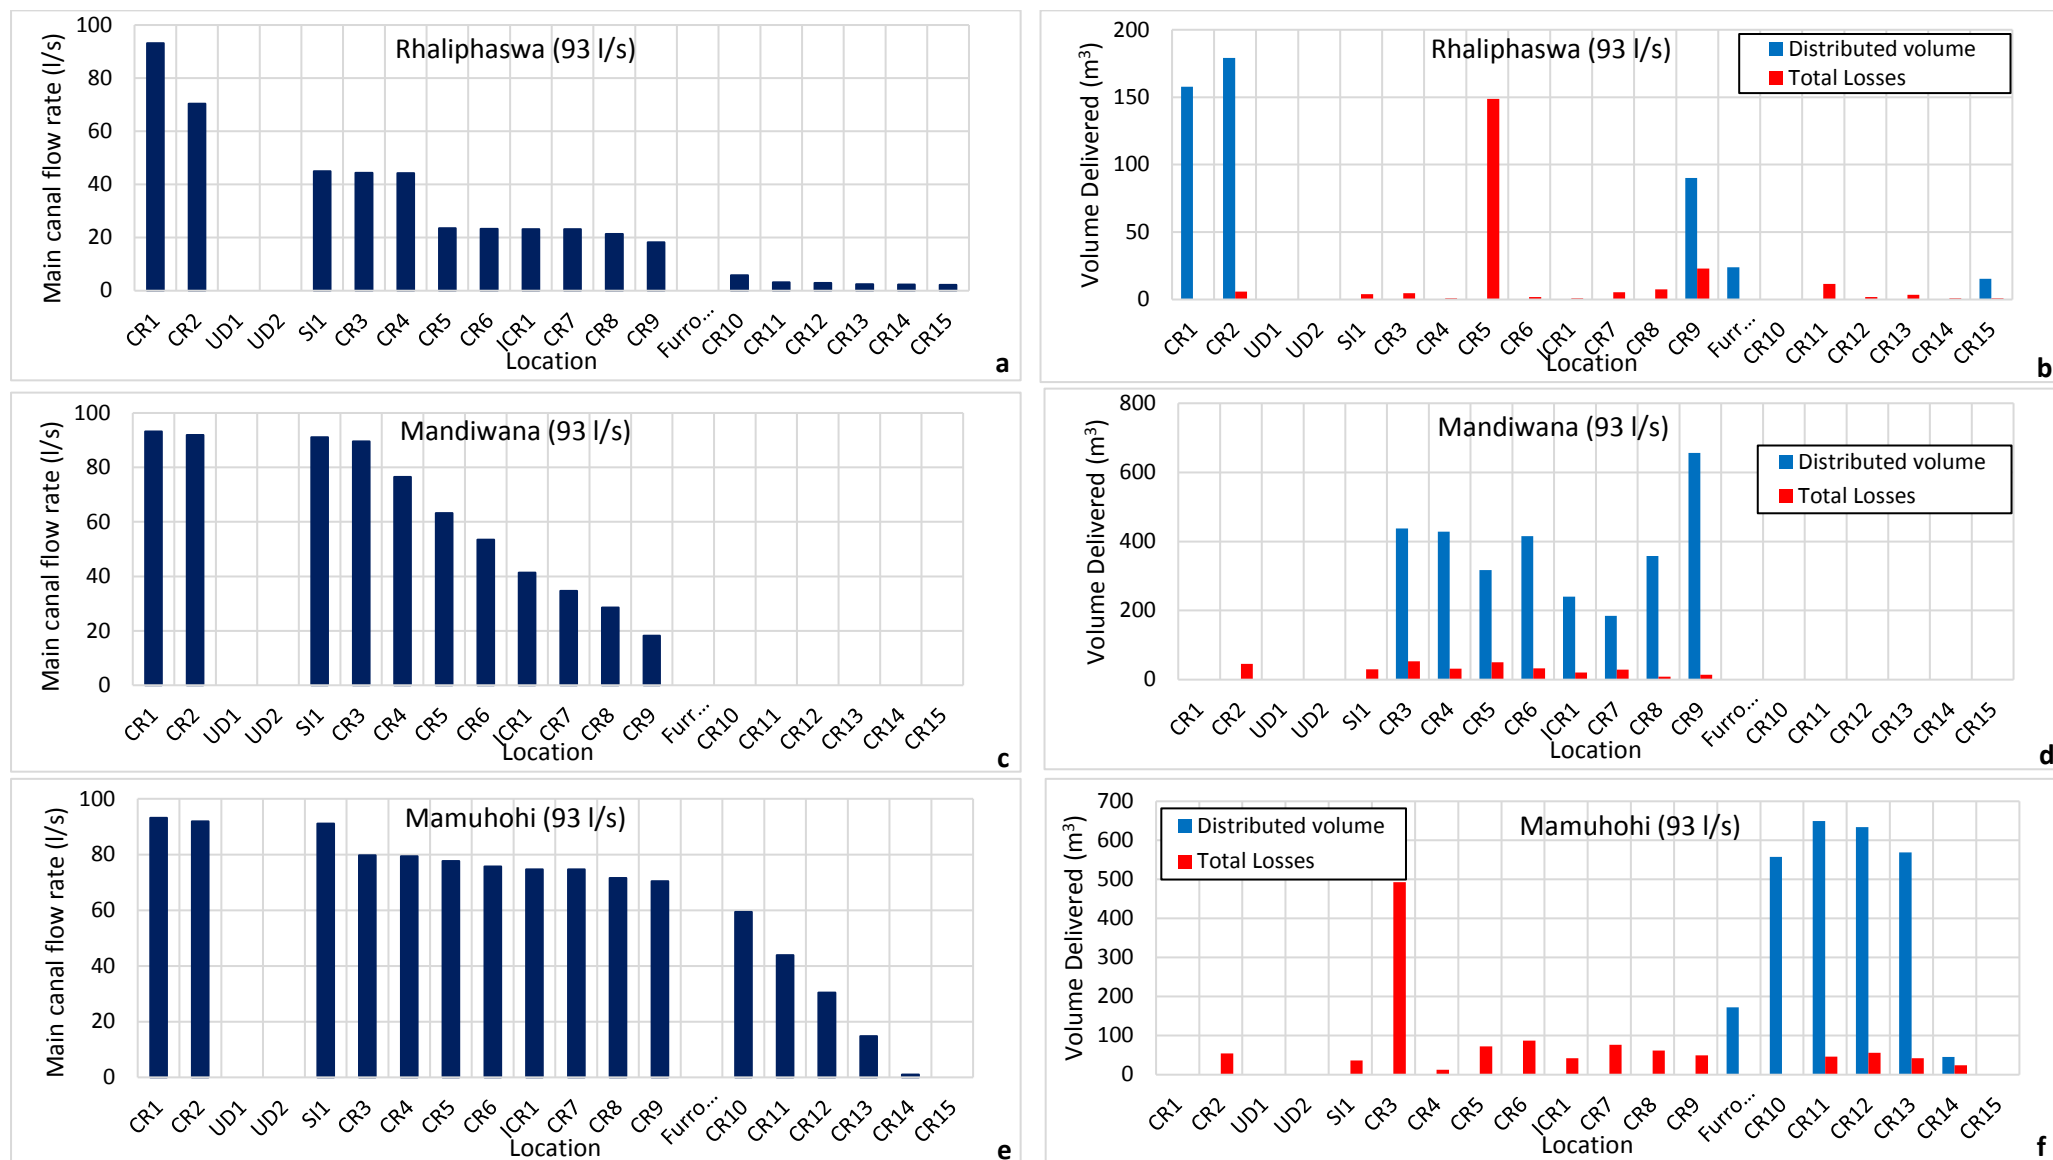 Rhaliphaswa (93 l/s)
Main canal flow rate (l/s)
100
80
60
40
20
0
CR1 CR2 UD1 UD2 SI1 CR3 CR4 CR5 CR6 ICR1 CR7 CR8 CR9 Furro... CR10 CR11 CR12 CR13 CR14 CR15
Location
a
Rhaliphaswa (93 l/s)
Distributed volume
Total Losses
Volume Delivered (m³)
200
150
100
50
0
CR1 CR2 UD1 UD2 SI1 CR3 CR4 CR5 CR6 ICR1 CR7 CR8 CR9 Furr... CR10 CR11 CR12 CR13 CR14 CR15
Location
b
Mandiwana (93 l/s)
Main canal flow rate (l/s)
100
80
60
40
20
0
CR1 CR2 UD1 UD2 SI1 CR3 CR4 CR5 CR6 ICR1 CR7 CR8 CR9 Furr... CR10 CR11 CR12 CR13 CR14 CR15
Location
c
Mandiwana (93 l/s)
Distributed volume
Total Losses
Volume Delivered (m³)
800
600
400
200
0
CR1 CR2 UD1 UD2 SI1 CR3 CR4 CR5 CR6 ICR1 CR7 CR8 CR9 Furro... CR10 CR11 CR12 CR13 CR14 CR15
Location
d
Mamuhohi (93 l/s)
Main canal flow rate (l/s)
100
80
60
40
20
0
CR1 CR2 UD1 UD2 SI1 CR3 CR4 CR5 CR6 ICR1 CR7 CR8 CR9 Furro... CR10 CR11 CR12 CR13 CR14 CR15
Location
e
Mamuhohi (93 l/s)
Distributed volume
Total Losses
Volume Delivered (m³)
700
600
500
400
300
200
100
0
CR1 CR2 UD1 UD2 SI1 CR3 CR4 CR5 CR6 ICR1 CR7 CR8 CR9 Furro... CR10 CR11 CR12 CR13 CR14 CR15
Location
f